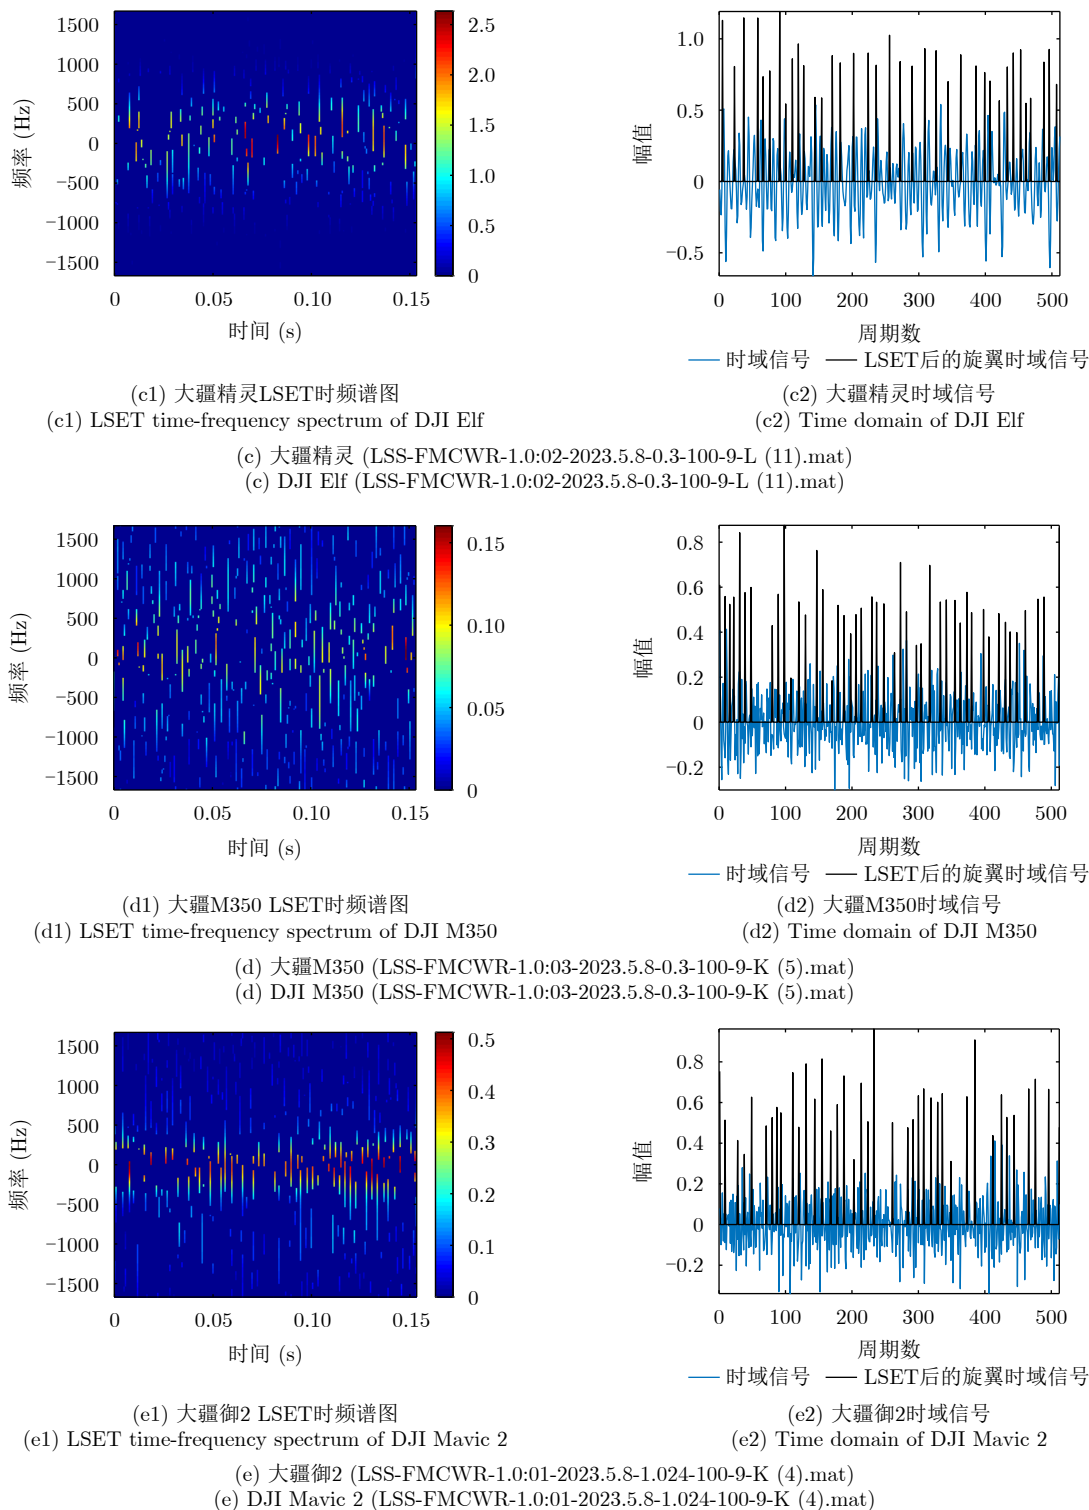 1500
1000
500
0
−500
−1000
−1500
频率 (Hz)
0
0.05
0.10
0.15
时间 (s)
2.5
2.0
1.5
1.0
0.5
0
1.0
0.5
0
−0.5
幅值
0
100
200
300
400
500
周期数
时域信号
LSET后的旋翼时域信号
(c1) 大疆精灵LSET时频谱图
(c1) LSET time-frequency spectrum of DJI Elf
(c2) 大疆精灵时域信号
(c2) Time domain of DJI Elf
(c) 大疆精灵 (LSS-FMCWR-1.0:02-2023.5.8-0.3-100-9-L (11).mat)
(c) DJI Elf (LSS-FMCWR-1.0:02-2023.5.8-0.3-100-9-L (11).mat)
1500
1000
500
0
−500
−1000
−1500
频率 (Hz)
0
0.05
0.10
0.15
时间 (s)
0.15
0.10
0.05
0
0.8
0.6
0.4
0.2
0
−0.2
幅值
0
100
200
300
400
500
周期数
时域信号
LSET后的旋翼时域信号
(d1) 大疆M350 LSET时频谱图
(d1) LSET time-frequency spectrum of DJI M350
(d2) 大疆M350时域信号
(d2) Time domain of DJI M350
(d) 大疆M350 (LSS-FMCWR-1.0:03-2023.5.8-0.3-100-9-K (5).mat)
(d) DJI M350 (LSS-FMCWR-1.0:03-2023.5.8-0.3-100-9-K (5).mat)
1500
1000
500
0
−500
−1000
−1500
频率 (Hz)
0
0.05
0.10
0.15
时间 (s)
0.5
0.4
0.3
0.2
0.1
0
0.8
0.6
0.4
0.2
0
−0.2
幅值
0
100
200
300
400
500
周期数
时域信号
LSET后的旋翼时域信号
(e1) 大疆御2 LSET时频谱图
(e1) LSET time-frequency spectrum of DJI Mavic 2
(e2) 大疆御2时域信号
(e2) Time domain of DJI Mavic 2
(e) 大疆御2 (LSS-FMCWR-1.0:01-2023.5.8-1.024-100-9-K (4).mat)
(e) DJI Mavic 2 (LSS-FMCWR-1.0:01-2023.5.8-1.024-100-9-K (4).mat)